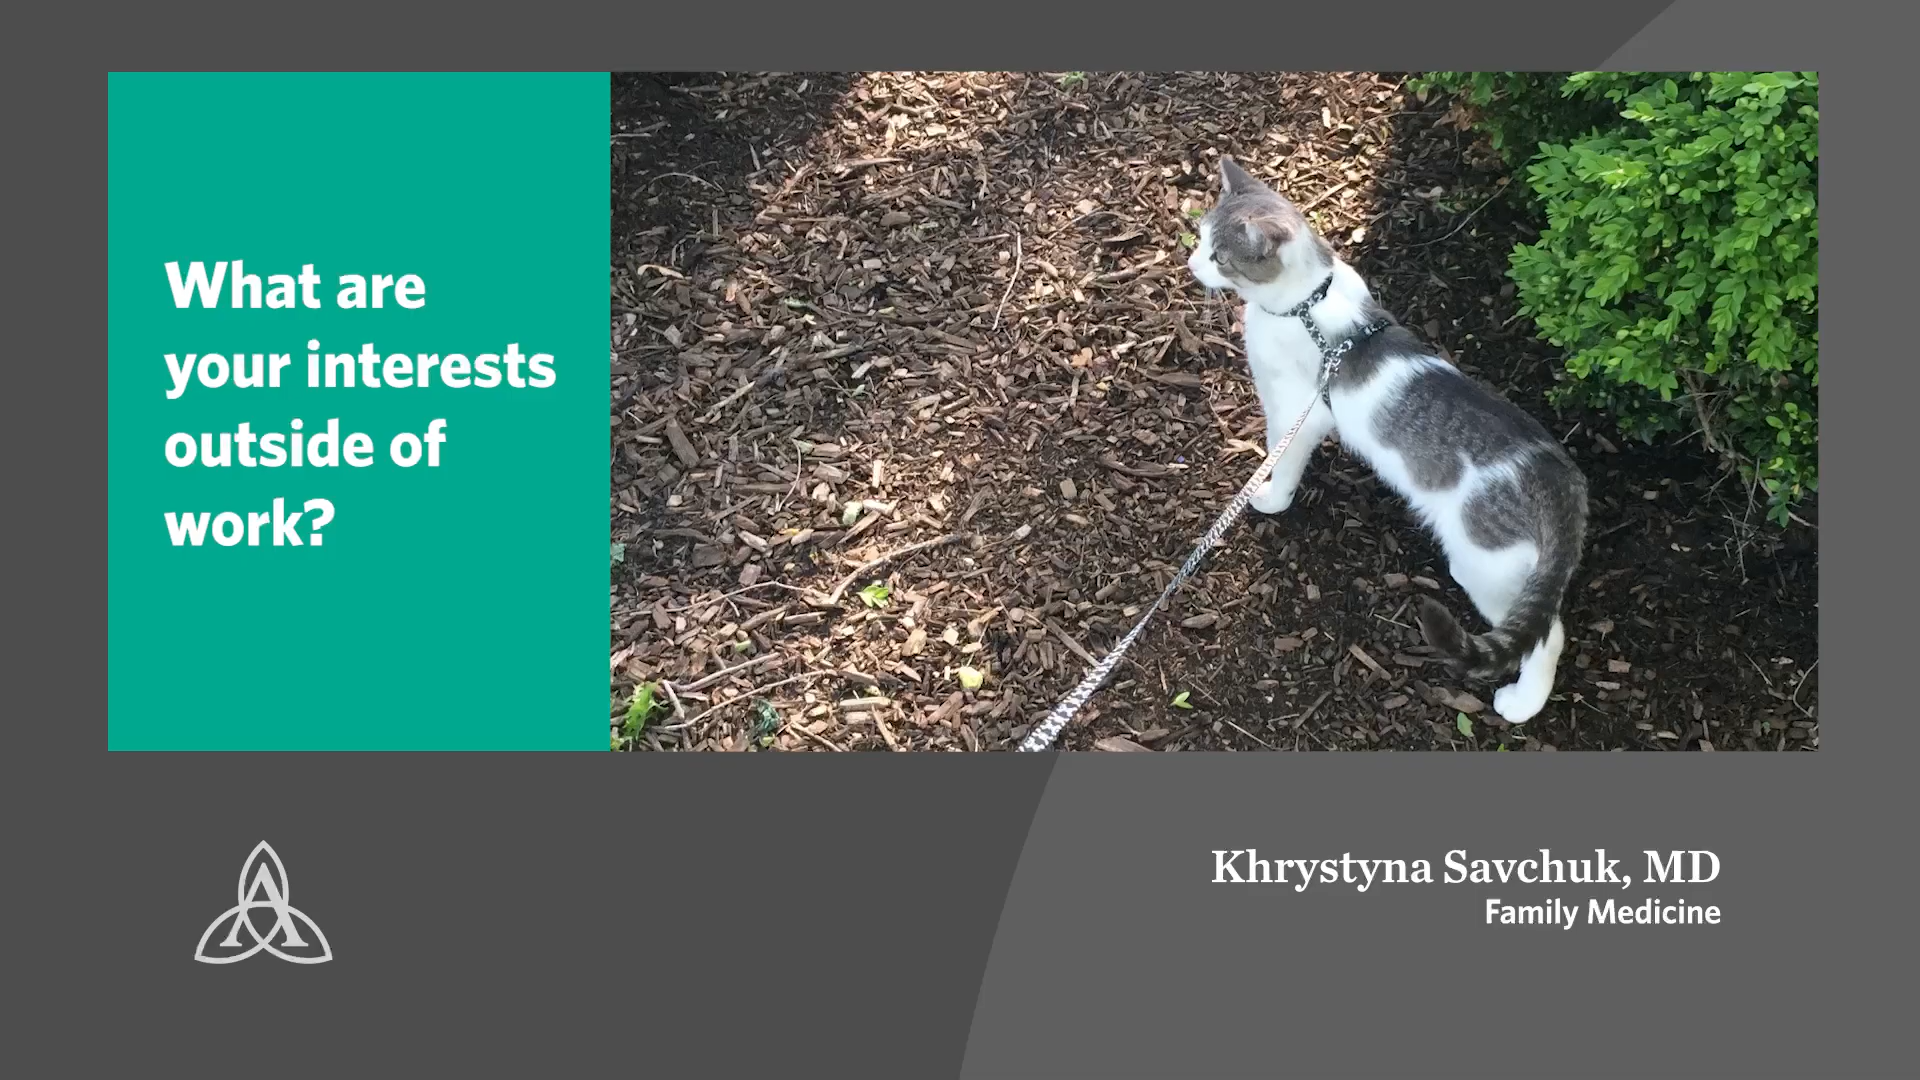 What are
your interests
outside of
work?
A
Khrystyna Savchuk, MD
Family Medicine